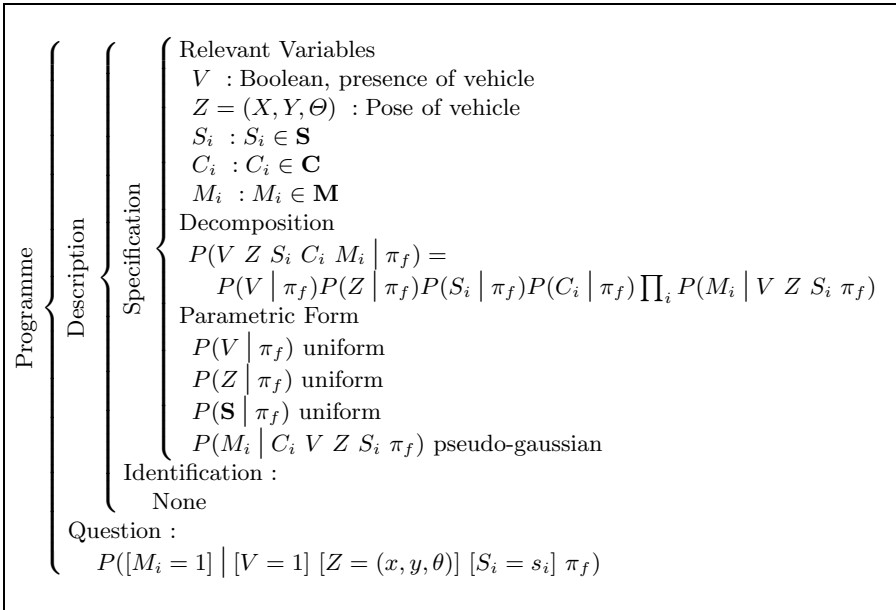 Programme
Description
Specification
Relevant Variables
V : Boolean, presence of vehicle
Z = (X, Y, Θ) : Pose of vehicle
S_i : S_i ∈ **S**
C_i : C_i ∈ **C**
M_i : M_i ∈ **M**
Decomposition
P(V Z S_i C_i M_i | π_f) =
P(V | π_f)P(Z | π_f)P(S_i | π_f)P(C_i | π_f) ∏_i P(M_i | V Z S_i π_f)
Parametric Form
P(V | π_f) uniform
P(Z | π_f) uniform
P(**S** | π_f) uniform
P(M_i | C_i V Z S_i π_f) pseudo-gaussian
Identification :
None
Question :
P([M_i = 1] | [V = 1] [Z = (x, y, θ)] [S_i = s_i] π_f)